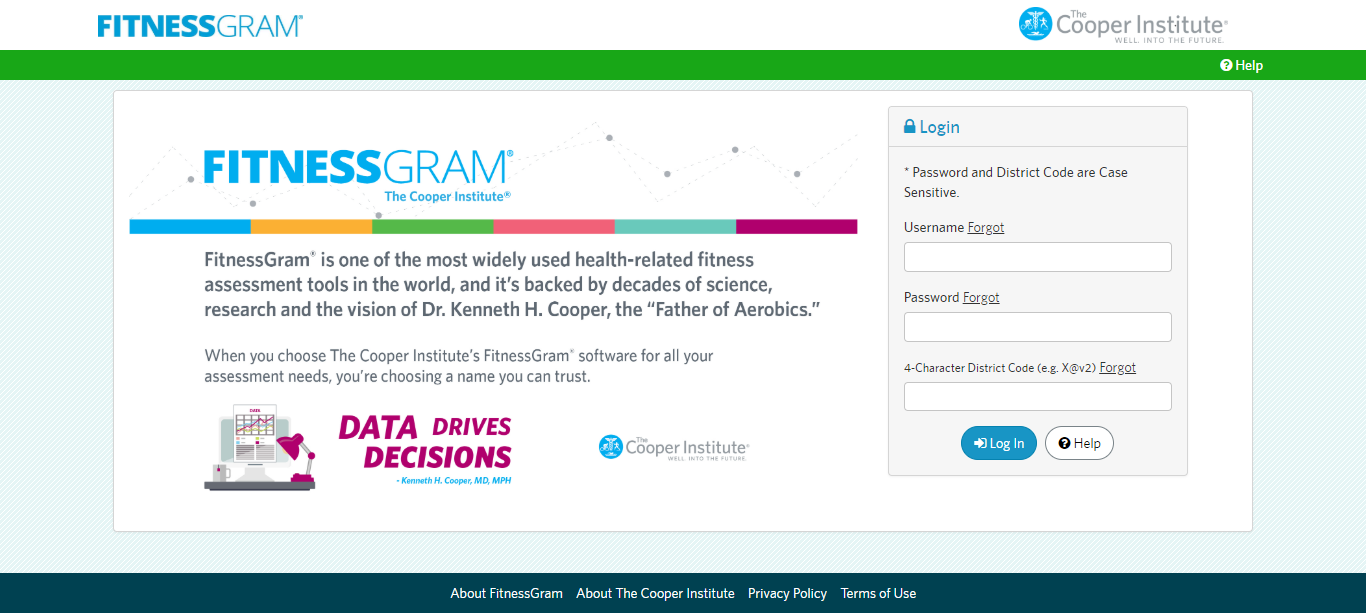 FITNESSGRAM®
The Cooper Institute®
WELL. INTO THE FUTURE.
Help
FITNESSGRAM®
The Cooper Institute®
FitnessGram® is one of the most widely used health-related fitness
assessment tools in the world, and it's backed by decades of science,
research and the vision of Dr. Kenneth H. Cooper, the “Father of Aerobics.”
When you choose The Cooper Institute's FitnessGram® software for all your
assessment needs, you're choosing a name you can trust.
DATA
DATA DRIVES
DECISIONS
- Kenneth H. Cooper, MD, MPH
The Cooper Institute®
WELL. INTO THE FUTURE.
Login
* Password and District Code are Case
Sensitive.
Username Forgot
Password Forgot
4-Character District Code (e.g. X@v2) Forgot
Log In
Help
About FitnessGram About The Cooper Institute Privacy Policy Terms of Use